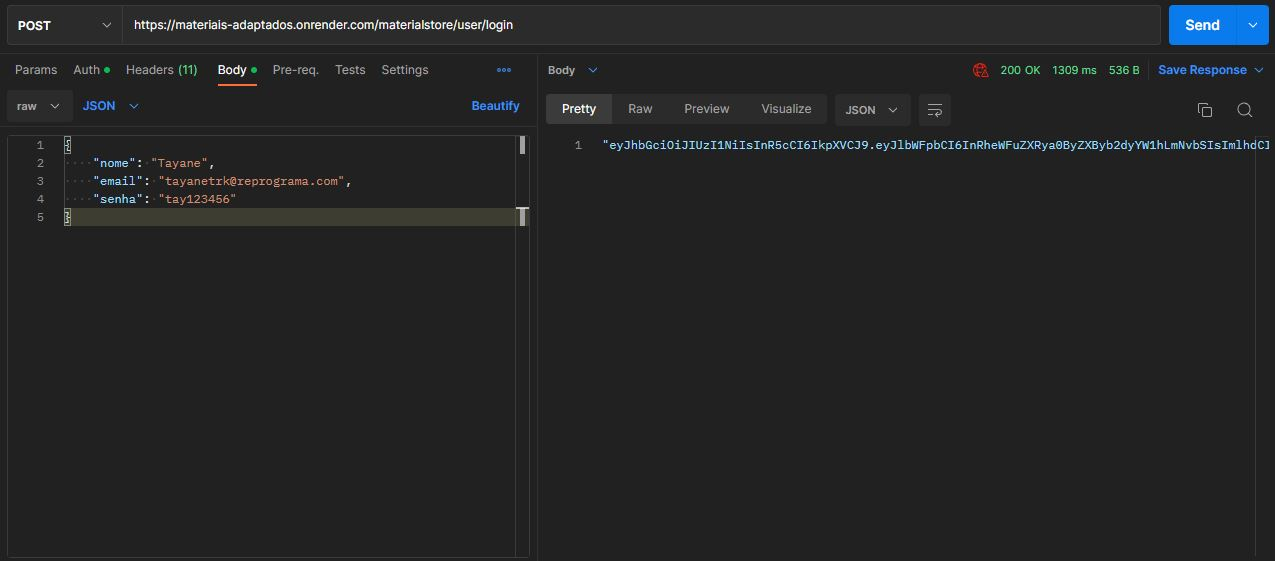 POST https://materiais-adaptados.onrender.com/materialstore/user/login Send
Params Auth Headers (11) Body Pre-req. Tests Settings
Body 200 OK 1309 ms 536 B Save Response
raw JSON Beautify
Pretty Raw Preview Visualize JSON
1 {
2 "nome": "Tayane",
3 "email": "tayanetrk@reprograma.com",
4 "senha": "tay123456"
5 }
1 "eyJhbGciOiJIUzI1NiIsInR5cCI6IkpXVCJ9.eyJlbWFpbCI6InRheWFuZXRya0ByZXByb2dyYW1hLmNvbSIsImlhdCI